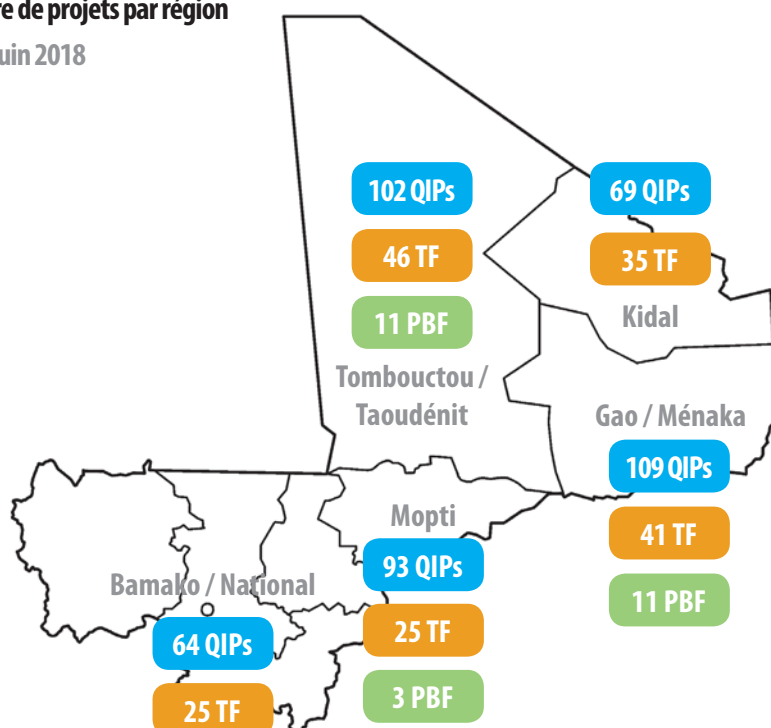 de projets par région
2018
102 QIPs
46 TF
11 PBF
Tombouctou /
Taoudénit
69 QIPs
35 TF
Kidal
Gao / Ménaka
109 QIPs
41 TF
11 PBF
Mopti
93 QIPs
25 TF
3 PBF
Bamako / National
64 QIPs
25 TF